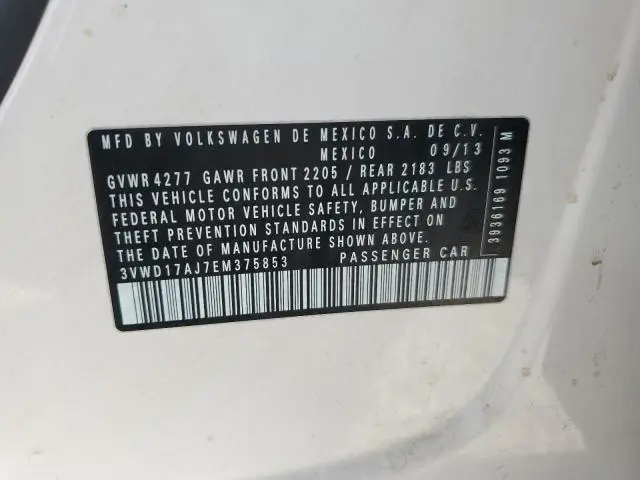 MFD BY VOLKSWAGEN DE MEXICO S.A. DE C.V.
MEXICO 09/13
GVWR 4277 GAWR FRONT 2205 / REAR 2183 LBS
THIS VEHICLE CONFORMS TO ALL APPLICABLE U.S.
FEDERAL MOTOR VEHICLE SAFETY, BUMPER AND
THEFT PREVENTION STANDARDS IN EFFECT ON
THE DATE OF MANUFACTURE SHOWN ABOVE.
3VWD17AJ7EM375853 PASSENGER CAR
3936169 1093 M